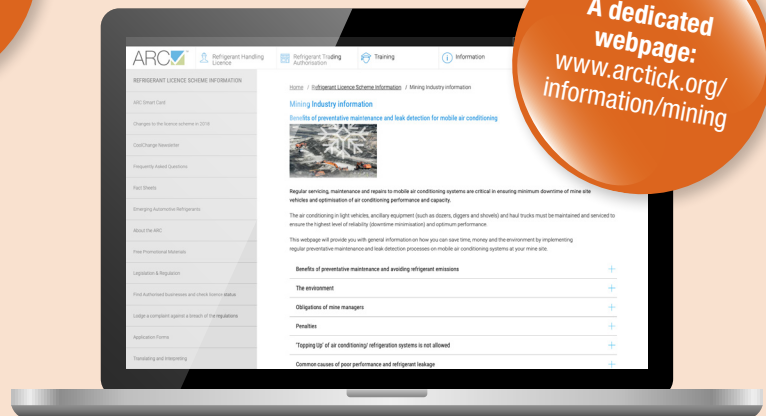 A dedicated
webpage:
www.arctick.org/
information/mining
ARC
Refrigerant Handling
Licence
Refrigerant Trading
Authorisation
Training
Information
REFRIGERANT LICENCE SCHEME INFORMATION
ARC Smart Card
Changes to the licence scheme in 2018
CoolChange Newsletter
Frequently Asked Questions
Fact Sheets
Emerging Automotive Refrigerants
About the ARC
Free Promotional Materials
Legislation & Regulation
Find Authorised businesses and check licence status
Lodge a complaint against a breach of the regulations
Application Forms
Translating and Interpreting
Home / Refrigerant Licence Scheme Information / Mining Industry information
Mining Industry information
Benefits of preventative maintenance and leak detection for mobile air conditioning
Regular servicing, maintenance and repairs to mobile air conditioning systems are critical in ensuring minimum downtime of mine site
vehicles and optimisation of air conditioning performance and capacity.
The air conditioning in light vehicles, ancillary equipment (such as dozers, diggers and shovels) and haul trucks must be maintained and serviced to
ensure the highest level of reliability (downtime minimisation) and optimum performance.
This webpage will provide you with general information on how you can save time, money and the environment by implementing
regular preventative maintenance and leak detection processes on mobile air conditioning systems at your mine site.
Benefits of preventative maintenance and avoiding refrigerant emissions
The environment
Obligations of mine managers
Penalties
'Topping Up' of air conditioning/ refrigeration systems is not allowed
Common causes of poor performance and refrigerant leakage